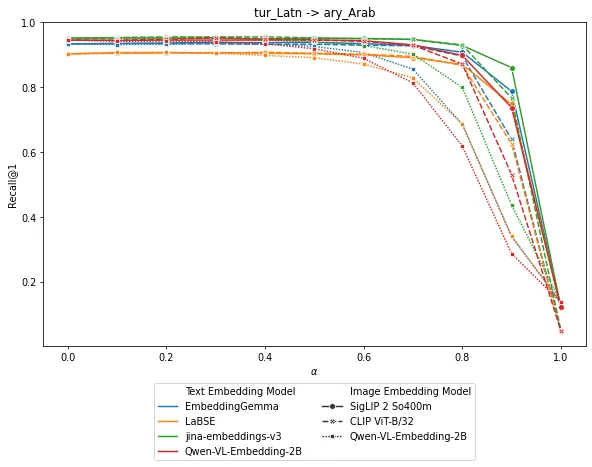 tur_Latn -> ary_Arab
Recall@1
1.0
0.8
0.6
0.4
0.2
0.0 0.2 0.4 0.6 0.8 1.0
α
Text Embedding Model
EmbeddingGemma
LaBSE
jina-embeddings-v3
Qwen-VL-Embedding-2B
Image Embedding Model
SigLIP 2 So400m
CLIP ViT-B/32
Qwen-VL-Embedding-2B